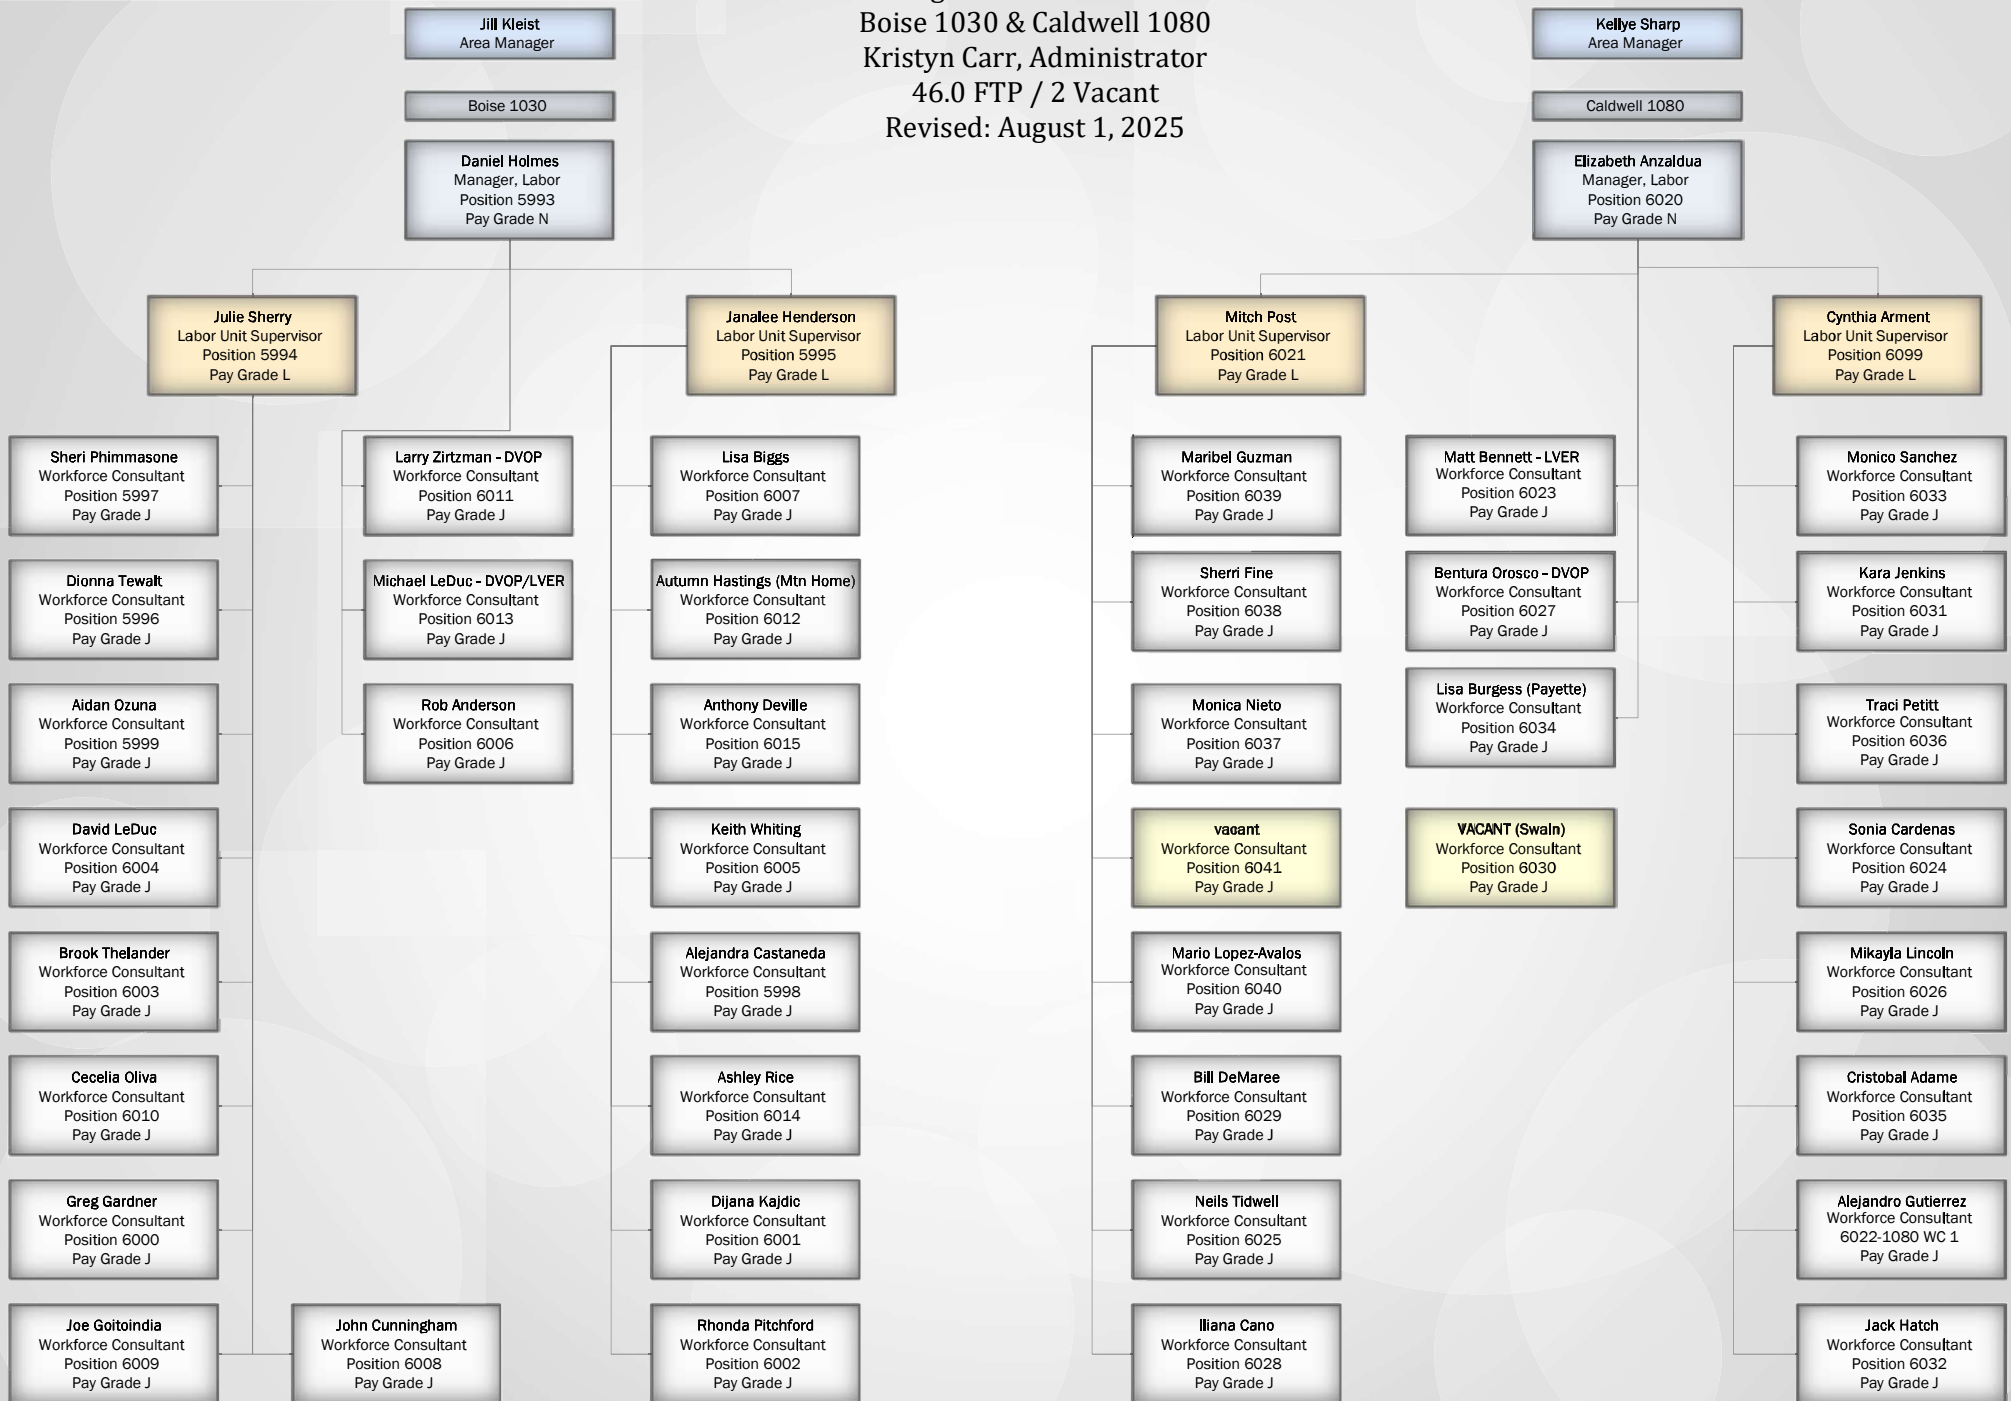 Boise 1030 & Caldwell 1080
Kristyn Carr, Administrator
46.0 FTP / 2 Vacant
Revised: August 1, 2025
Jill Kleist
Area Manager
Boise 1030
Daniel Holmes
Manager, Labor
Position 5993
Pay Grade N
Kellye Sharp
Area Manager
Caldwell 1080
Elizabeth Anzaldua
Manager, Labor
Position 6020
Pay Grade N
Julie Sherry
Labor Unit Supervisor
Position 5994
Pay Grade L
Janalee Henderson
Labor Unit Supervisor
Position 5995
Pay Grade L
Mitch Post
Labor Unit Supervisor
Position 6021
Pay Grade L
Cynthia Arment
Labor Unit Supervisor
Position 6099
Pay Grade L
Sheri Phimmasone
Workforce Consultant
Position 5997
Pay Grade J
Dionna Tewalt
Workforce Consultant
Position 5996
Pay Grade J
Aidan Ozuna
Workforce Consultant
Position 5999
Pay Grade J
David LeDuc
Workforce Consultant
Position 6004
Pay Grade J
Brook Thelander
Workforce Consultant
Position 6003
Pay Grade J
Cecelia Oliva
Workforce Consultant
Position 6010
Pay Grade J
Greg Gardner
Workforce Consultant
Position 6000
Pay Grade J
Joe Goitoindia
Workforce Consultant
Position 6009
Pay Grade J
John Cunningham
Workforce Consultant
Position 6008
Pay Grade J
Larry Zirtzman - DVOP
Workforce Consultant
Position 6011
Pay Grade J
Michael LeDuc - DVOP/LVER
Workforce Consultant
Position 6013
Pay Grade J
Rob Anderson
Workforce Consultant
Position 6006
Pay Grade J
Lisa Biggs
Workforce Consultant
Position 6007
Pay Grade J
Autumn Hastings (Mtn Home)
Workforce Consultant
Position 6012
Pay Grade J
Anthony Deville
Workforce Consultant
Position 6015
Pay Grade J
Keith Whiting
Workforce Consultant
Position 6005
Pay Grade J
Alejandra Castaneda
Workforce Consultant
Position 5998
Pay Grade J
Ashley Rice
Workforce Consultant
Position 6014
Pay Grade J
Dijana Kajdic
Workforce Consultant
Position 6001
Pay Grade J
Rhonda Pitchford
Workforce Consultant
Position 6002
Pay Grade J
Maribel Guzman
Workforce Consultant
Position 6039
Pay Grade J
Sherri Fine
Workforce Consultant
Position 6038
Pay Grade J
Monica Nieto
Workforce Consultant
Position 6037
Pay Grade J
vacant
Workforce Consultant
Position 6041
Pay Grade J
Mario Lopez-Avalos
Workforce Consultant
Position 6040
Pay Grade J
Bill DeMaree
Workforce Consultant
Position 6029
Pay Grade J
Neils Tidwell
Workforce Consultant
Position 6025
Pay Grade J
Iliana Cano
Workforce Consultant
Position 6028
Pay Grade J
Matt Bennett - LVER
Workforce Consultant
Position 6023
Pay Grade J
Bentura Orosco - DVOP
Workforce Consultant
Position 6027
Pay Grade J
Lisa Burgess (Payette)
Workforce Consultant
Position 6034
Pay Grade J
VACANT (Swain)
Workforce Consultant
Position 6030
Pay Grade J
Monico Sanchez
Workforce Consultant
Position 6033
Pay Grade J
Kara Jenkins
Workforce Consultant
Position 6031
Pay Grade J
Traci Petitt
Workforce Consultant
Position 6036
Pay Grade J
Sonia Cardenas
Workforce Consultant
Position 6024
Pay Grade J
Mikayla Lincoln
Workforce Consultant
Position 6026
Pay Grade J
Cristobal Adame
Workforce Consultant
Position 6035
Pay Grade J
Alejandro Gutierrez
Workforce Consultant
6022-1080 WC 1
Pay Grade J
Jack Hatch
Workforce Consultant
Position 6032
Pay Grade J